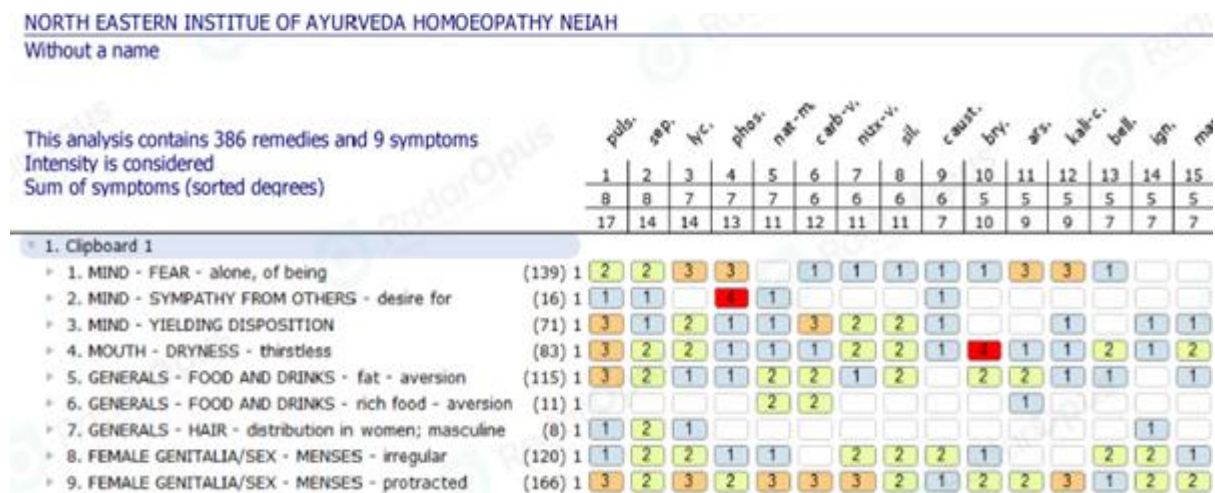 NORTH EASTERN INSTITUE OF AYURVEDA HOMOEOPATHY NEIAH
Without a name
puls. sep. lyc. phos. nat-m. carb-v. nux-v. sil. caust. bry. ars. kali-c. bell. ign.
This analysis contains 386 remedies and 9 symptoms
Intensity is considered
Sum of symptoms (sorted degrees)
1 2 3 4 5 6 7 8 9 10 11 12 13 14 15
8 8 7 7 7 6 6 6 6 5 5 5 5 5 5
17 14 14 13 11 12 11 11 7 10 9 9 7 7 7
1. Clipboard 1
1. MIND - FEAR - alone, of being (139) 1 2 2 3 3 1 1 1 1 1 3 3 1
2. MIND - SYMPATHY FROM OTHERS - desire for (16) 1 1 1 4 1 1
3. MIND - YIELDING DISPOSITION (71) 1 3 1 2 1 1 3 2 2 1 1 1 1
4. MOUTH - DRYNESS - thirstless (83) 1 3 2 2 1 1 1 2 2 1 4 1 1 2 1 2
5. GENERALS - FOOD AND DRINKS - fat - aversion (115) 1 3 2 1 1 2 2 1 2 2 2 1 1 1
6. GENERALS - FOOD AND DRINKS - rich food - aversion (11) 1 2 2 1
7. GENERALS - HAIR - distribution in women; masculine (8) 1 1 2 1 1
8. FEMALE GENITALIA/SEX - MENSES - irregular (120) 1 1 2 2 1 1 2 2 2 1 2 2 1
9. FEMALE GENITALIA/SEX - MENSES - protracted (166) 1 3 2 3 2 3 3 3 2 1 2 2 3 1 2 2
RadarOpus